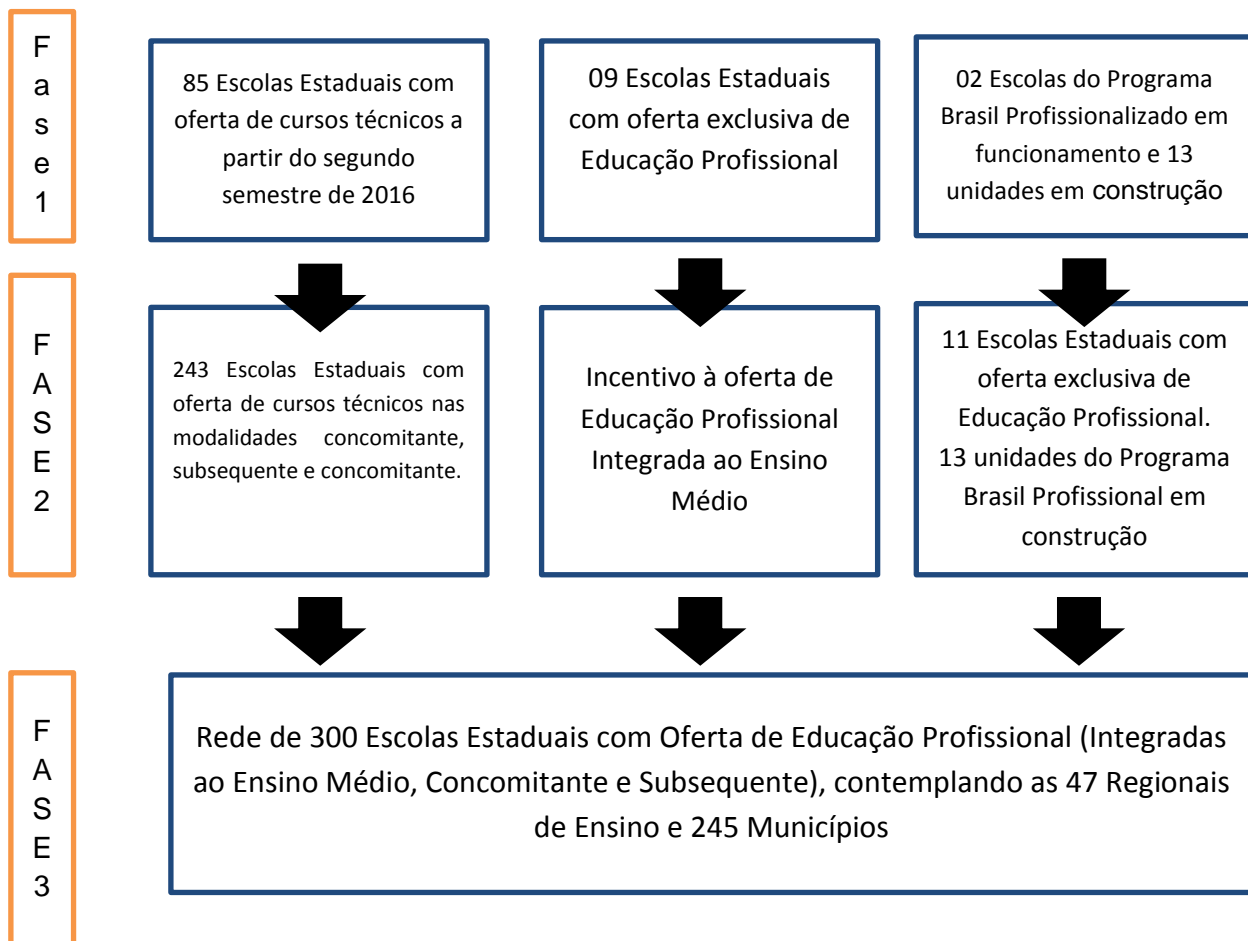 F
a
s
e
1
85 Escolas Estaduais com
oferta de cursos técnicos a
partir do segundo
semestre de 2016
09 Escolas Estaduais
com oferta exclusiva de
Educação Profissional
02 Escolas do Programa
Brasil Profissionalizado em
funcionamento e 13
unidades em construção
F
A
S
E
2
243 Escolas Estaduais com
oferta de cursos técnicos nas
modalidades concomitante,
subsequente e concomitante.
Incentivo à oferta de
Educação Profissional
Integrada ao Ensino
Médio
11 Escolas Estaduais com
oferta exclusiva de
Educação Profissional.
13 unidades do Programa
Brasil Profissional em
construção
F
A
S
E
3
Rede de 300 Escolas Estaduais com Oferta de Educação Profissional (Integradas
ao Ensino Médio, Concomitante e Subsequente), contemplando as 47 Regionais
de Ensino e 245 Municípios